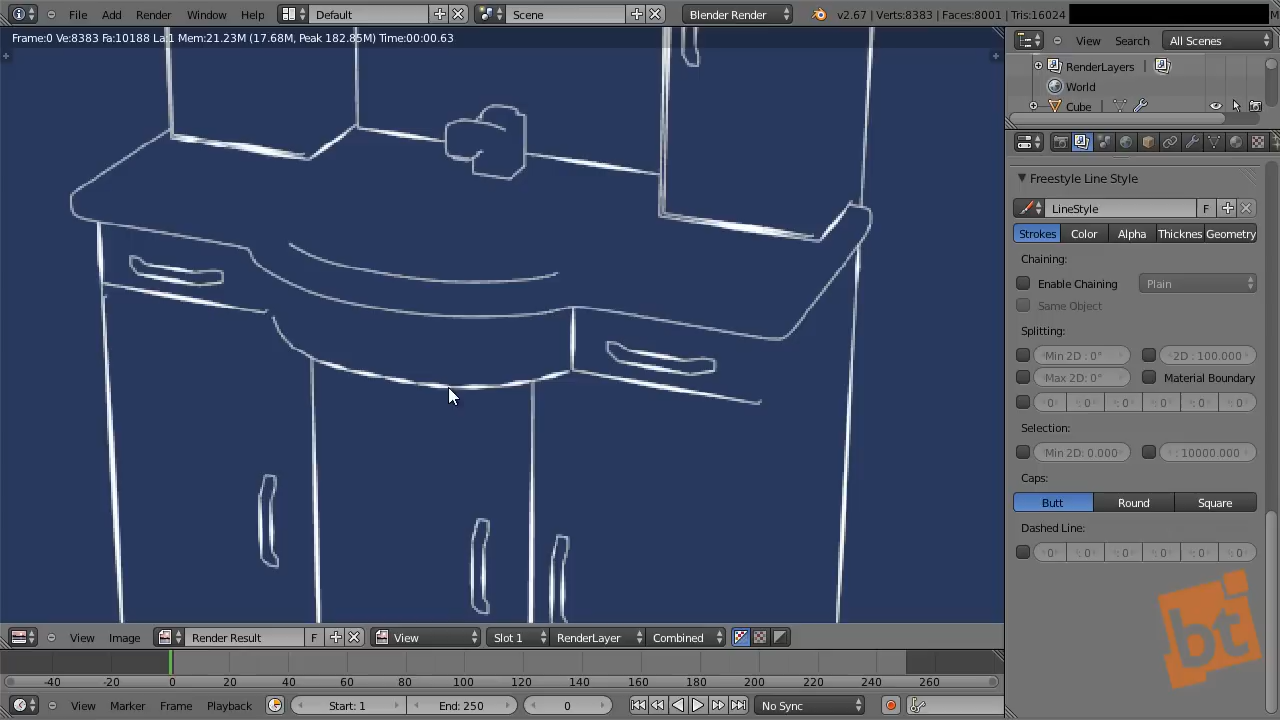 File Add Render Window Help Default Scene Blender Render v2.67 | Verts:8383 | Faces:8001 | Tris:16024
Frame:0 Ve:8383 Fa:10188 La:1 Mem:21.23M (17.68M, Peak 182.85M) Time:00:00.63
View Search All Scenes
RenderLayers
World
Cube
Freestyle Line Style
LineStyle F
Strokes Color Alpha Thicknes Geometry
Chaining:
Enable Chaining Plain
Same Object
Splitting:
Min 2D : 0° 2D : 100.000
Max 2D: 0° Material Boundary
Selection:
Min 2D: 0.000 : 10000.000
Caps:
Butt Round Square
Dashed Line:
bt
View Image Render Result F View Slot 1 RenderLayer Combined
-40 -20 0 20 40 60 80 100 120 140 160 180 200 220 240 260
View Marker Frame Playback Start: 1 End: 250 0 No Sync